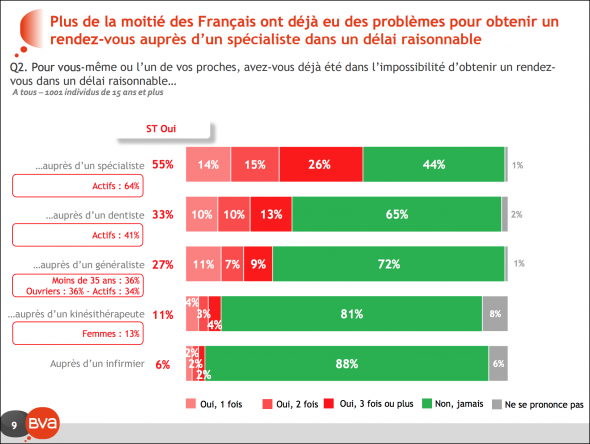 Plus de la moitié des Français ont déjà eu des problèmes pour obtenir un
rendez-vous auprès d'un spécialiste dans un délai raisonnable
Q2. Pour vous-même ou l'un de vos proches, avez-vous déjà été dans l'impossibilité d'obtenir un rendez-
vous dans un délai raisonnable…
A tous – 1001 individus de 15 ans et plus
ST Oui
…auprès d'un spécialiste 55% 14% 15% 26% 44% 1%
Actifs : 64%
…auprès d'un dentiste 33% 10% 10% 13% 65% 2%
Actifs : 41%
…auprès d'un généraliste 27% 11% 7% 9% 72% 1%
Moins de 35 ans : 36%
Ouvriers : 36% - Actifs : 34%
…auprès d'un kinésithérapeute 11% 4% 3% 4% 81% 8%
Femmes : 13%
Auprès d'un infirmier 6% 2% 2% 2% 88% 6%
Oui, 1 fois Oui, 2 fois Oui, 3 fois ou plus Non, jamais Ne se prononce pas
9 BVA